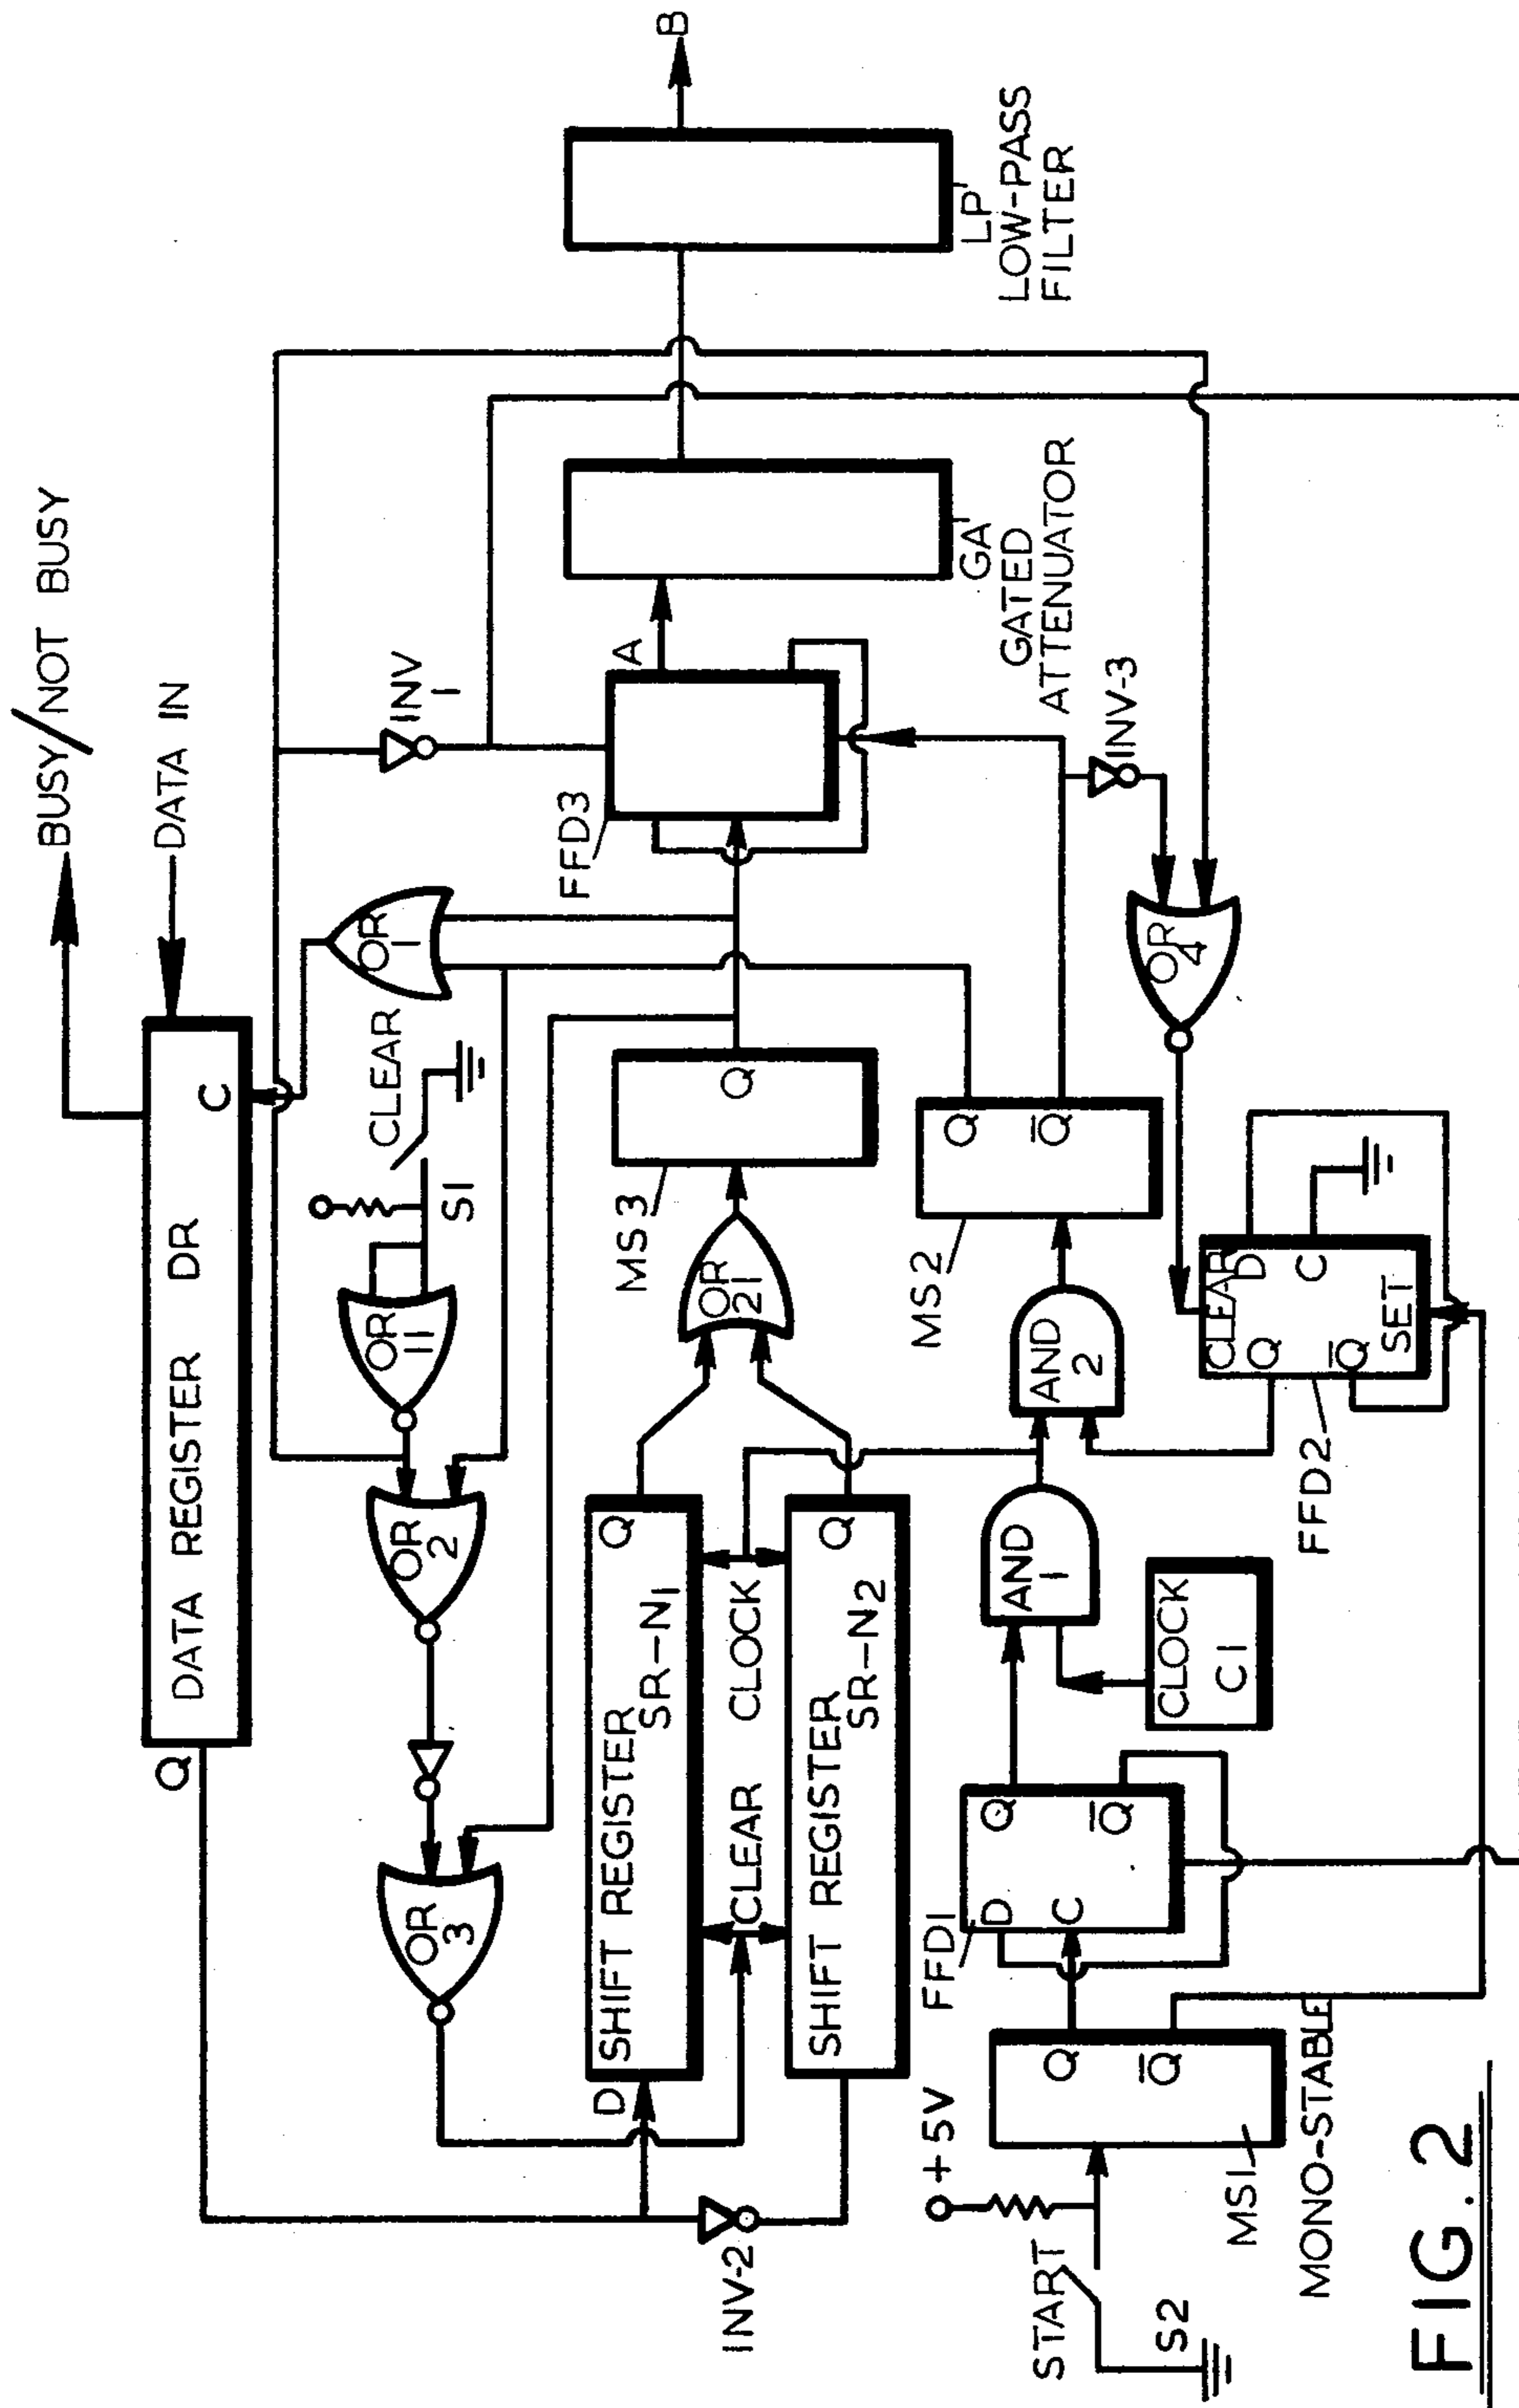 BUSY/NOT BUSY
DATA IN
Q
DATA REGISTER DR
C
OR
1
CLEAR
S1
OR
11
OR
2
OR
3
INV
1
FFD3
A
GA
GATED
ATTENUATOR
LP
LOW-PASS
FILTER
B
MS3
Q
OR
21
D
SHIFT REGISTER
SR-N1
Q
CLEAR CLOCK
SHIFT REGISTER
SR-N2
Q
INV-2
INV-3
OR
4
MS2
Q
Q̅
AND
2
AND
1
CLOCK
C1
FFD2
CLEAR
D
Q
C
Q̅
SET
FFD1
D
Q
C
Q̅
+5V
START
S2
MS1
Q
Q̅
MONO-STABLE
FIG. 2